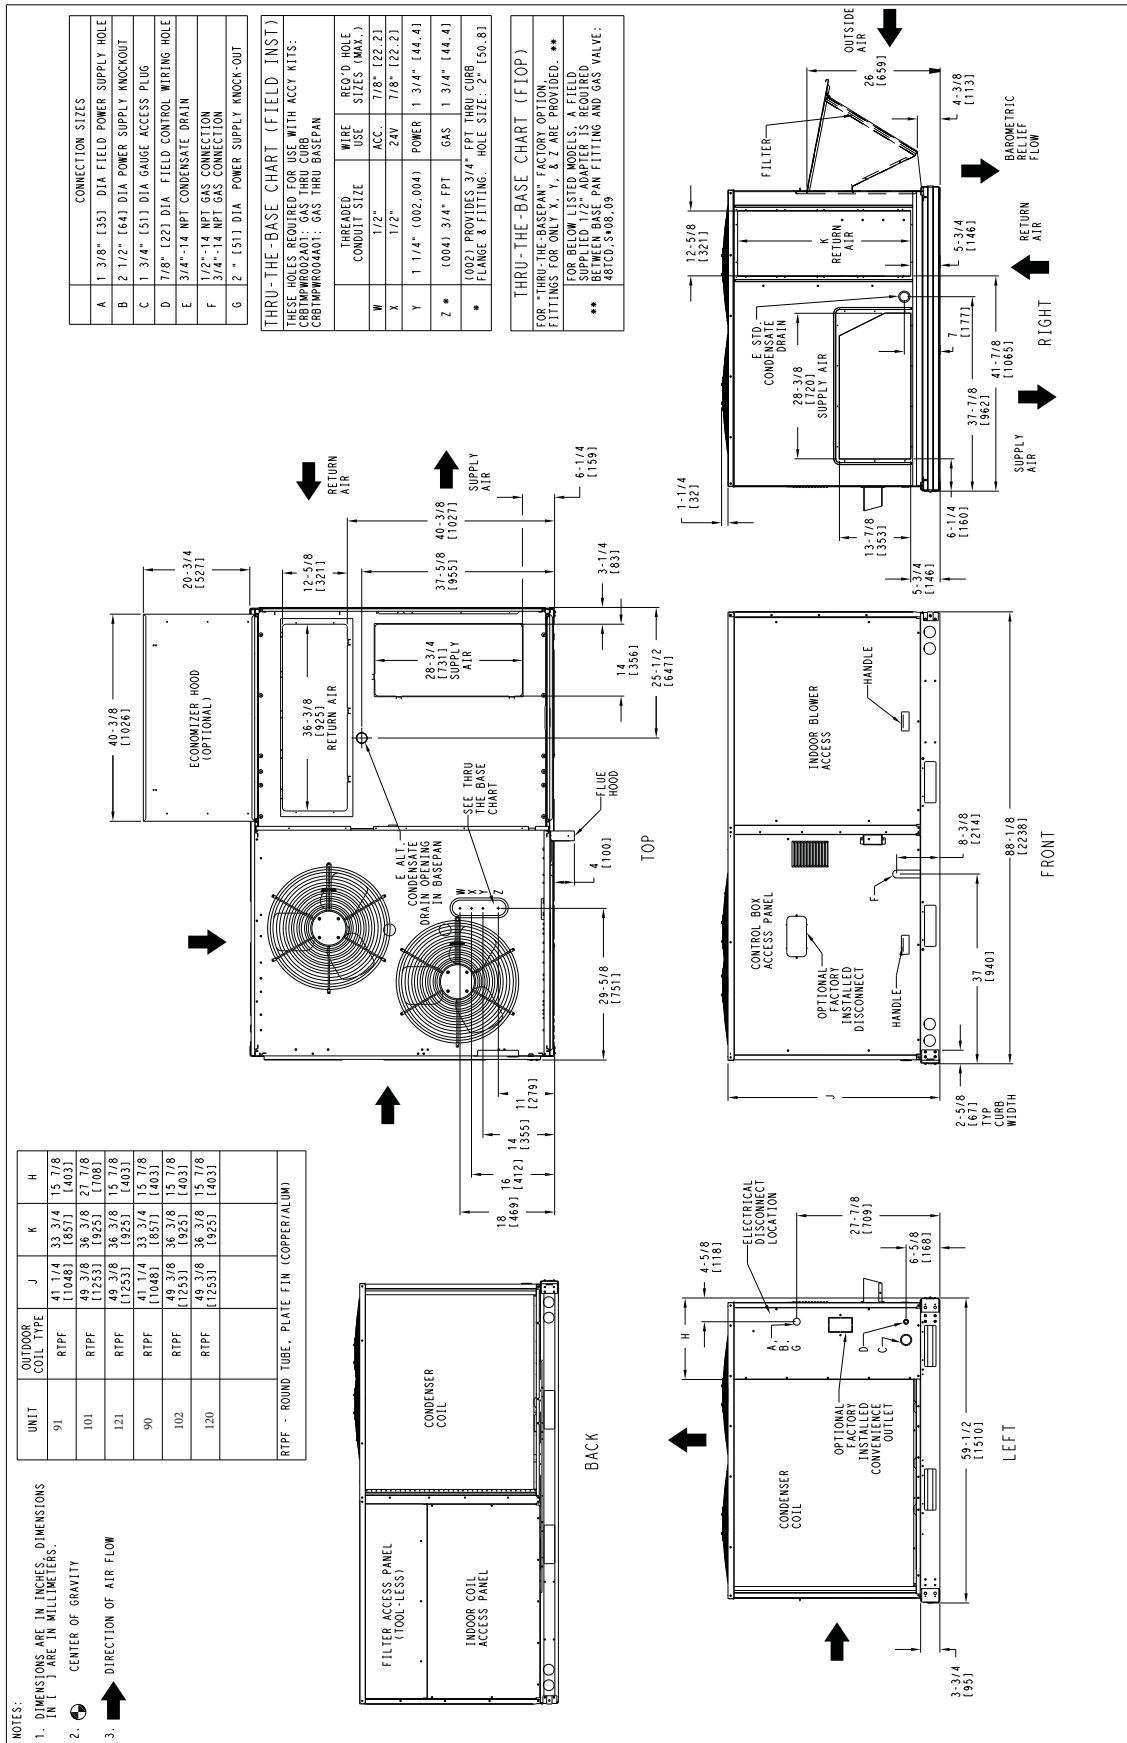 NOTES:
1. DIMENSIONS ARE IN INCHES, DIMENSIONS
IN [ ] ARE IN MILLIMETERS.
2. CENTER OF GRAVITY
3. DIRECTION OF AIR FLOW
UNIT OUTDOOR COIL TYPE J K H
91 RTPF 41 1/4 [1048] 33 3/4 [857] 15 7/8 [403]
101 RTPF 49 3/8 [1253] 36 3/8 [925] 27 7/8 [708]
121 RTPF 49 3/8 [1253] 36 3/8 [925] 15 7/8 [403]
90 RTPF 41 1/4 [1048] 33 3/4 [857] 15 7/8 [403]
102 RTPF 49 3/8 [1253] 36 3/8 [925] 15 7/8 [403]
120 RTPF 49 3/8 [1253] 36 3/8 [925] 15 7/8 [403]
RTPF - ROUND TUBE, PLATE FIN (COPPER/ALUM)
40-3/8
[1026]
20-3/4
[527]
ECONOMIZER HOOD
(OPTIONAL)
12-5/8
[321]
36-3/8
[925]
RETURN AIR
RETURN
AIR
28-3/4
[731]
SUPPLY
AIR
SUPPLY
AIR
40-3/8
[1027]
37-5/8
[955]
6-1/4
[159]
3-1/4
[83]
14
[356]
25-1/2
[647]
E ALT.
CONDENSATE
DRAIN OPENING
IN BASEPAN
SEE THRU
THE BASE
CHART
W
X
Y
Z
FLUE
HOOD
4
[100]
29-5/8
[751]
18
[469]
16
[412]
14
[355]
11
[279]
TOP
CONNECTION SIZES
A 1 3/8" [35] DIA FIELD POWER SUPPLY HOLE
B 2 1/2" [64] DIA POWER SUPPLY KNOCKOUT
C 1 3/4" [51] DIA GAUGE ACCESS PLUG
D 7/8" [22] DIA FIELD CONTROL WIRING HOLE
E 3/4"-14 NPT CONDENSATE DRAIN
F 1/2"-14 NPT GAS CONNECTION
3/4"-14 NPT GAS CONNECTION
G 2" [51] DIA POWER SUPPLY KNOCK-OUT
THRU-THE-BASE CHART (FIELD INST)
THESE HOLES REQUIRED FOR USE WITH ACCY KITS:
CRBTMPWR002A01: GAS THRU CURB
CRBTMPWR004A01: GAS THRU BASEPAN
THREADED CONDUIT SIZE WIRE USE REQ'D HOLE SIZES (MAX.)
W 1/2" ACC. 7/8" [22.2]
X 1/2" 24V 7/8" [22.2]
Y 1 1/4" (002,004) POWER 1 3/4" [44.4]
Z * (004) 3/4" FPT GAS 1 3/4" [44.4]
* (002) PROVIDES 3/4" FPT THRU CURB
FLANGE & FITTING. HOLE SIZE: 2" [50.8]
THRU-THE-BASE CHART (FIOP)
FOR "THRU-THE-BASEPAN" FACTORY OPTION,
FITTINGS FOR ONLY X, Y, & Z ARE PROVIDED. **
** FOR BELOW LISTED MODELS, A FIELD
SUPPLIED 1/2" ADAPTER IS REQUIRED
BETWEEN BASE PAN FITTING AND GAS VALVE:
48TCD,S*08,09
FILTER ACCESS PANEL
(TOOL-LESS)
INDOOR COIL
ACCESS PANEL
CONDENSER
COIL
BACK
CONDENSER
COIL
OPTIONAL
FACTORY
INSTALLED
CONVENIENCE
OUTLET
ELECTRICAL
DISCONNECT
LOCATION
4-5/8
[118]
H
A,
B,
G
D
C
27-7/8
[709]
6-5/8
[168]
3-3/4
[95]
59-1/2
[1510]
LEFT
CONTROL BOX
ACCESS PANEL
OPTIONAL
FACTORY
INSTALLED
DISCONNECT
HANDLE
INDOOR BLOWER
ACCESS
HANDLE
F
J
2-5/8
[67]
TYP
CURB
WIDTH
37
[940]
8-3/8
[214]
88-1/8
[2238]
FRONT
1-1/4
[32]
12-5/8
[321]
FILTER
OUTSIDE
AIR
26
[659]
4-3/8
[113]
BAROMETRIC
RELIEF
FLOW
K
RETURN
AIR
E STD.
CONDENSATE
DRAIN
28-3/8
[720]
SUPPLY AIR
13-7/8
[353]
5-3/4
[146]
6-1/4
[160]
5-3/4
[146]
7
[177]
37-7/8
[962]
41-7/8
[1065]
SUPPLY
AIR
RETURN
AIR
RIGHT